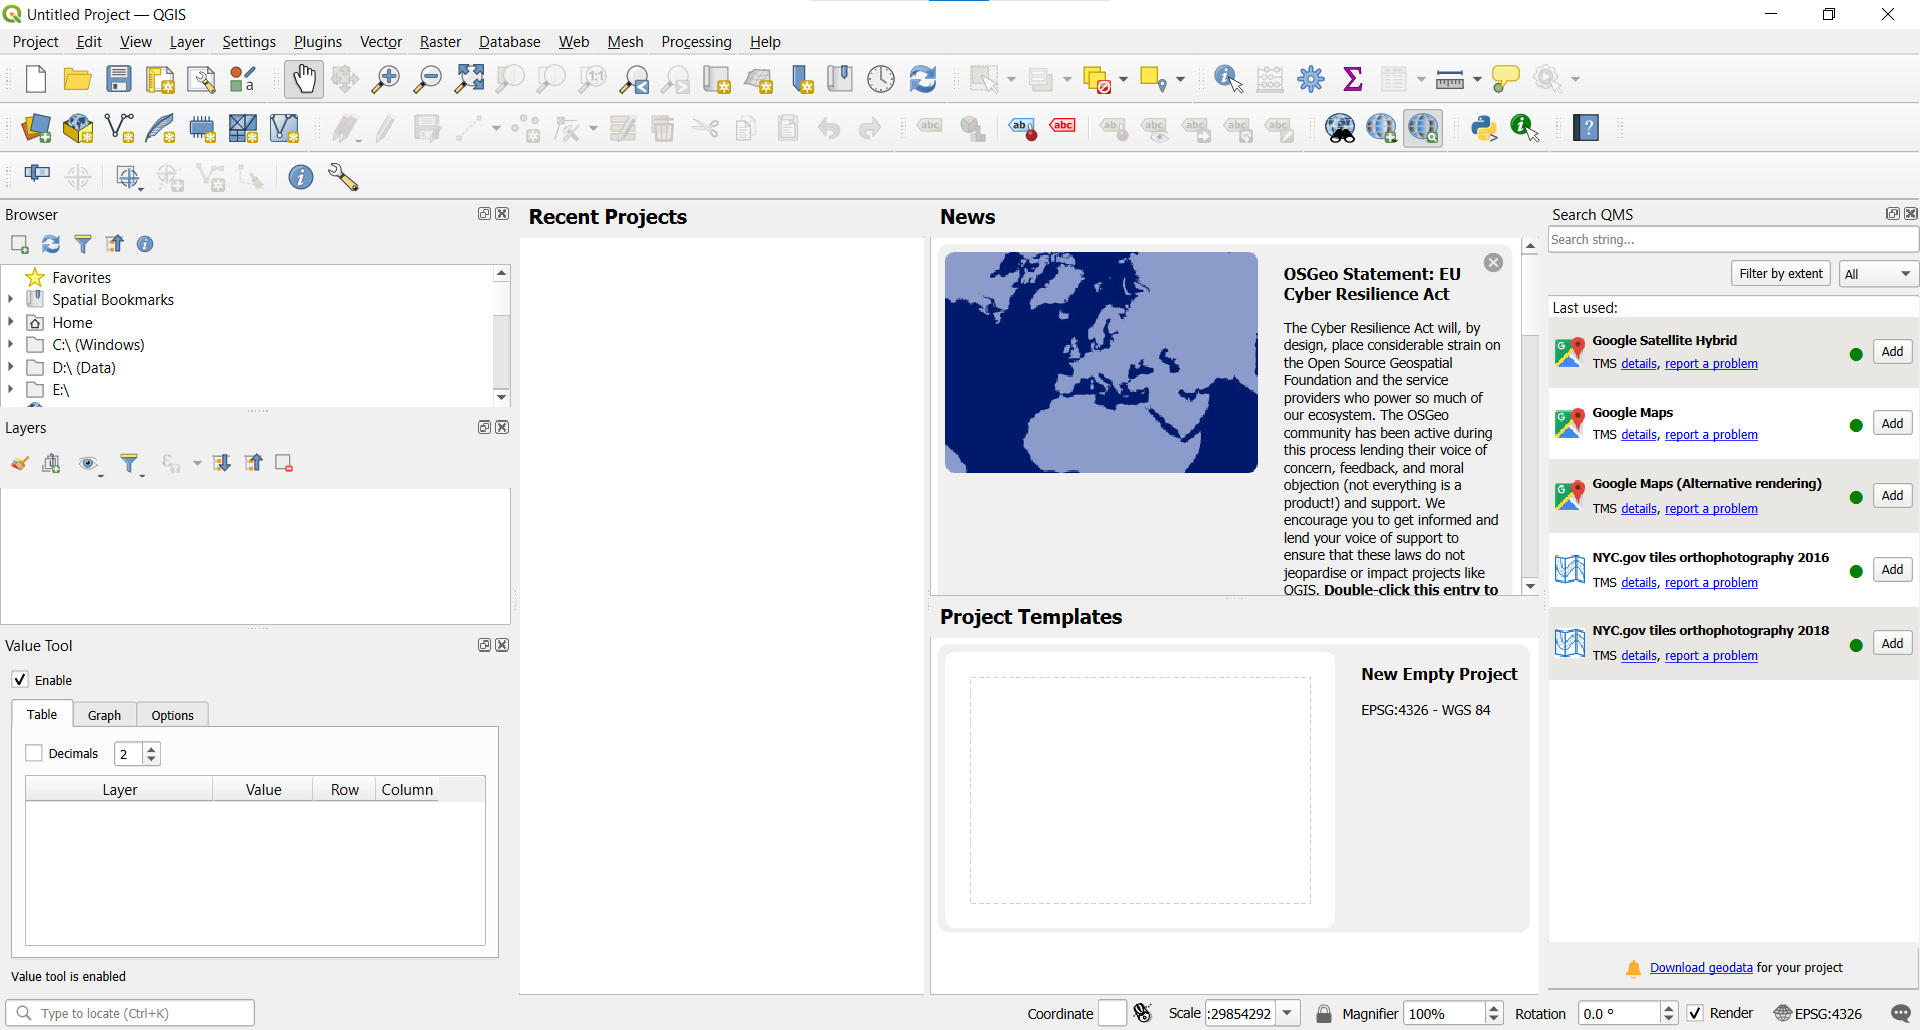 Untitled Project — QGIS
Project Edit View Layer Settings Plugins Vector Raster Database Web Mesh Processing Help
Browser
Favorites
Spatial Bookmarks
Home
C:\ (Windows)
D:\ (Data)
E:\
Layers
Value Tool
Enable
Table Graph Options
Decimals 2
Layer Value Row Column
Value tool is enabled
Type to locate (Ctrl+K)
Recent Projects
News
OSGeo Statement: EU
Cyber Resilience Act
The Cyber Resilience Act will, by
design, place considerable strain on
the Open Source Geospatial
Foundation and the service
providers who power so much of
our ecosystem. The OSGeo
community has been active during
this process lending their voice of
concern, feedback, and moral
objection (not everything is a
product!) and support. We
encourage you to get informed and
lend your voice of support to
ensure that these laws do not
jeopardise or impact projects like
QGIS. Double-click this entry to
Project Templates
New Empty Project
EPSG:4326 - WGS 84
Search QMS
Search string...
Filter by extent All
Last used:
Google Satellite Hybrid
TMS details, report a problem Add
Google Maps
TMS details, report a problem Add
Google Maps (Alternative rendering)
TMS details, report a problem Add
NYC.gov tiles orthophotography 2016
TMS details, report a problem Add
NYC.gov tiles orthophotography 2018
TMS details, report a problem Add
Download geodata for your project
Coordinate Scale :29854292 Magnifier 100% Rotation 0.0 ° Render EPSG:4326